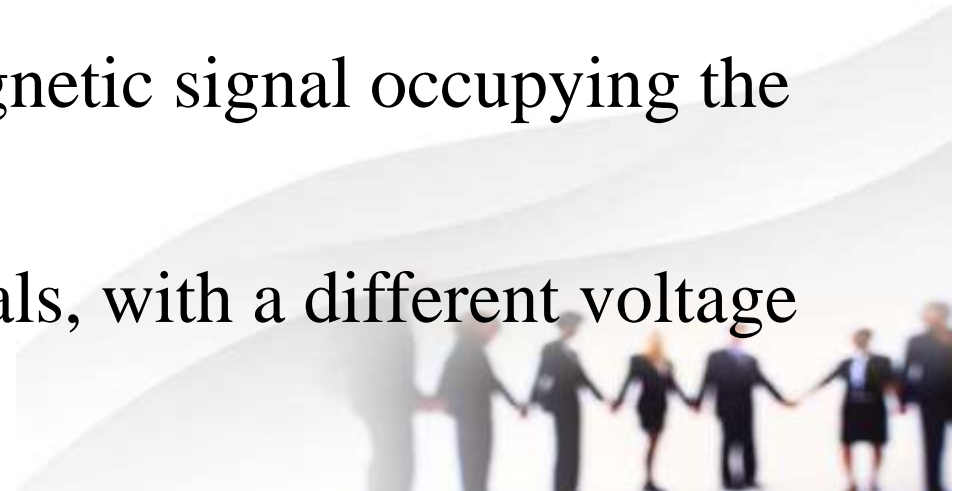 gnetic signal occupying the
als, with a different voltage